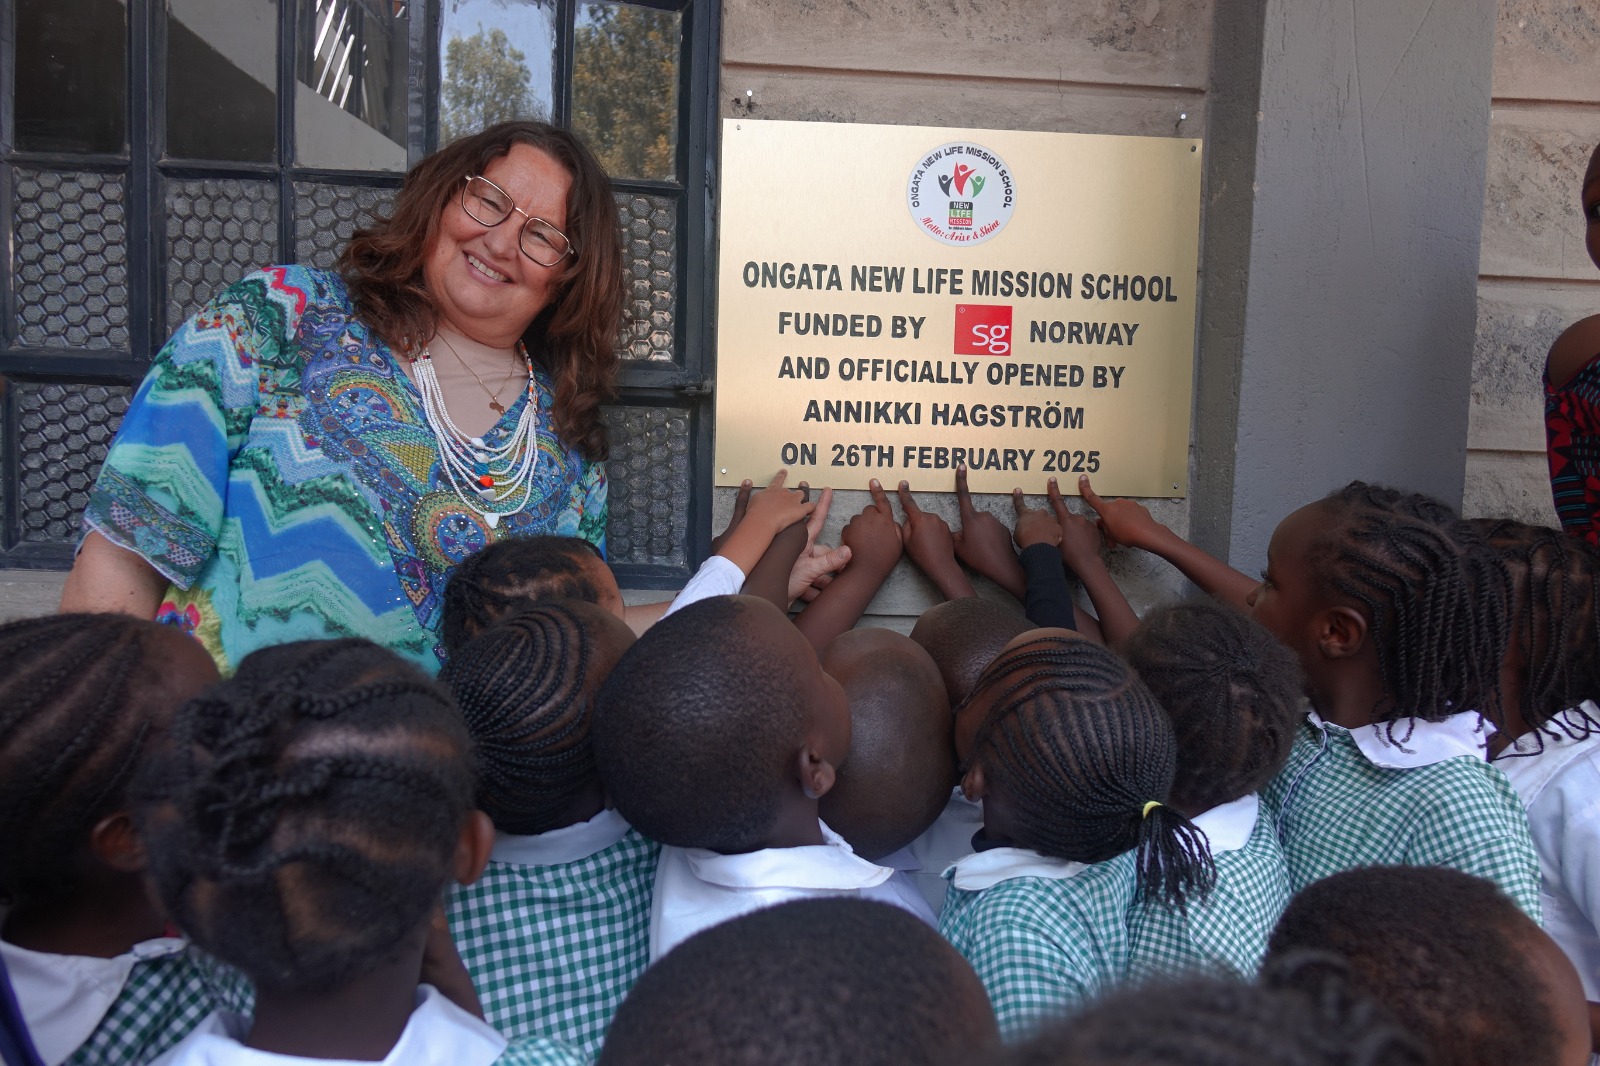 ONGATA NEW LIFE MISSION SCHOOL
NEW
LIFE
MISSION
Motto: Arise & Shine
ONGATA NEW LIFE MISSION SCHOOL
FUNDED BY sg NORWAY
AND OFFICIALLY OPENED BY
ANNIKKI HAGSTRÖM
ON 26TH FEBRUARY 2025